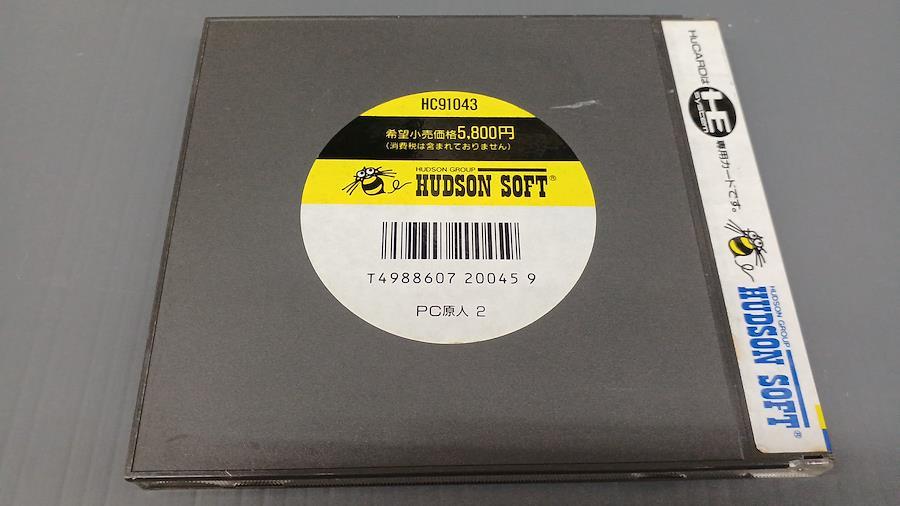 HC91043
希望小売価格5,800円
(消費税は含まれておりません)
HUDSON GROUP
HUDSON SOFT®
T4988607 20045 9
PC原人 2
HuCARDは
HE
SYSTEM
専用カードです。
HUDSON GROUP
HUDSON SOFT®